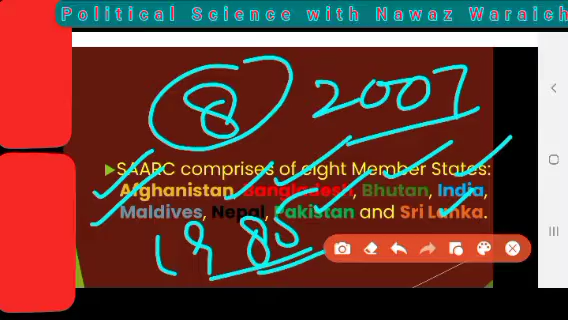 Political Science with Nawaz Waraich
8 2007
SAARC comprises of eight Member States:
Afghanistan, Bangladesh, Bhutan, India,
Maldives, Nepal, Pakistan and Sri Lanka.
1985